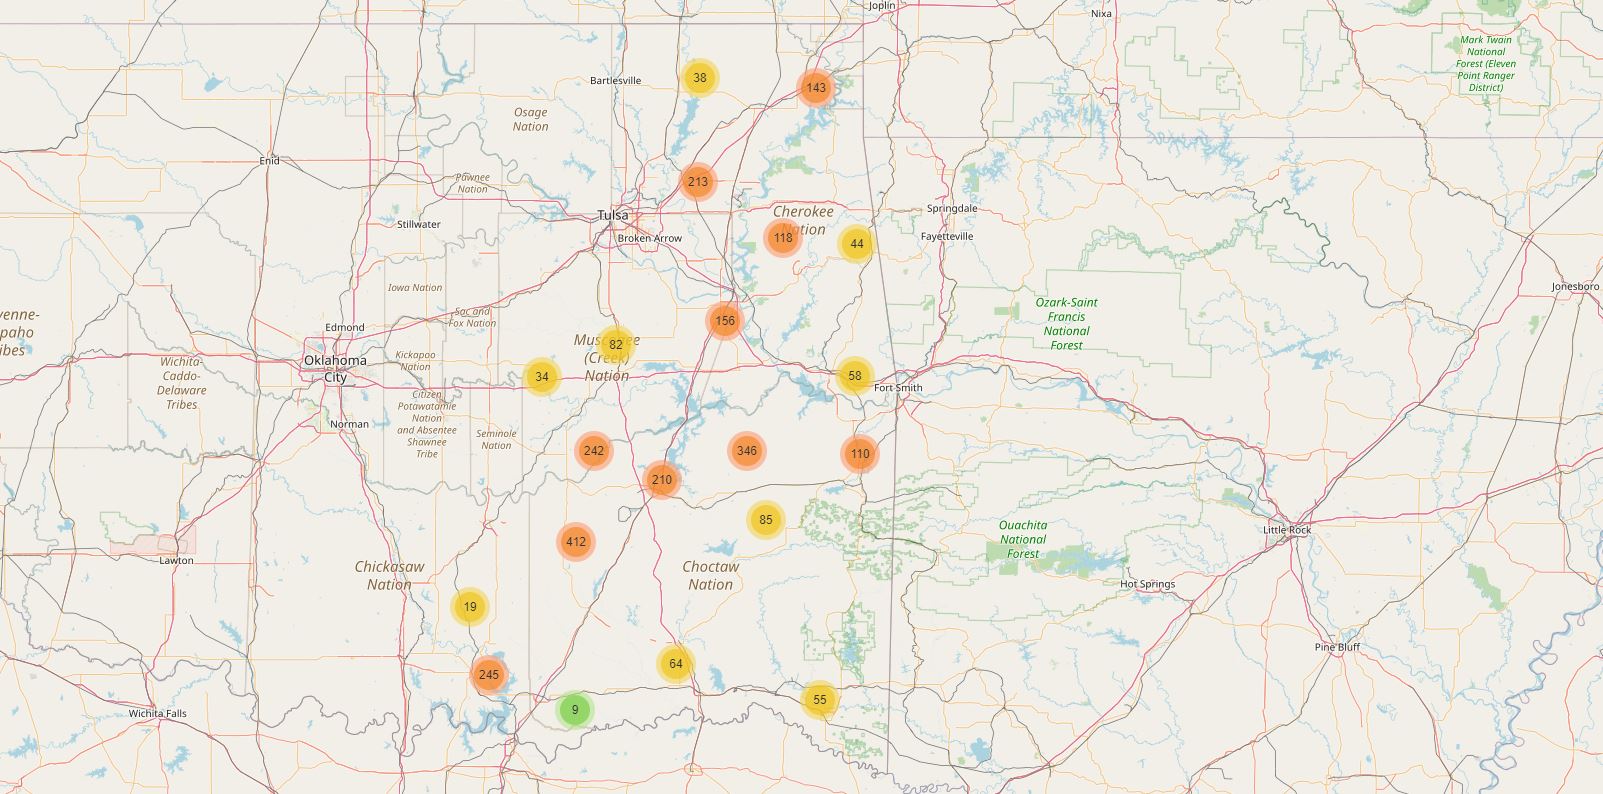 Joplin
Nixa
Mark Twain
National
Forest (Eleven
Point Ranger
District)
38
Bartlesville
143
Osage
Nation
Enid
Pawnee
Nation
213
Tulsa
Cherokee
Nation
Springdale
Stillwater
Broken Arrow
118
44
Fayetteville
Iowa Nation
Jonesboro
Ozark-Saint
Francis
National
Forest
Sac and
Fox Nation
yenne-
paho
ibes
Edmond
156
82
Muscogee
(Creek)
Nation
Oklahoma
City
Kickapoo
Nation
Wichita-
Caddo-
Delaware
Tribes
34
58
Fort Smith
Citizen
Potawatamie
Nation
and Absentee
Shawnee
Tribe
Norman
Seminole
Nation
242
346
110
210
85
Ouachita
National
Forest
Little Rock
412
Lawton
Chickasaw
Nation
Choctaw
Nation
Hot Springs
19
Pine Bluff
64
245
55
9
Wichita Falls